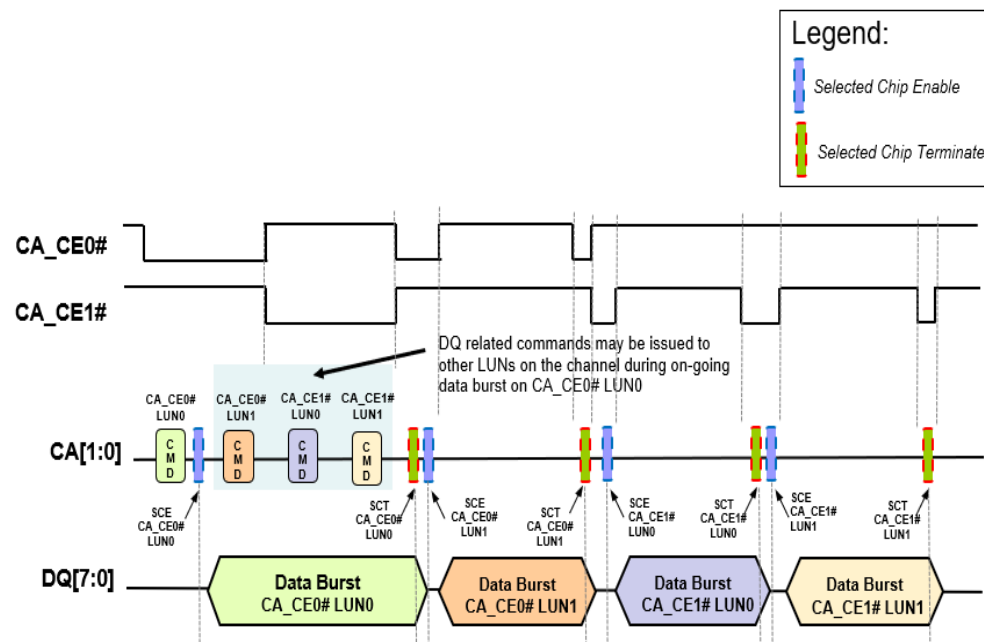 Legend:
Selected Chip Enable
Selected Chip Terminate
CA_CE0#
CA_CE1#
DQ related commands may be issued to
other LUNs on the channel during on-going
data burst on CA_CE0# LUN0
CA_CE0#
LUN0
CA_CE0#
LUN1
CA_CE1#
LUN0
CA_CE1#
LUN1
CA[1:0]
C
M
D
C
M
D
C
M
D
C
M
D
SCE
CA_CE0#
LUN0
SCT
CA_CE0#
LUN0
SCE
CA_CE0#
LUN1
SCT
CA_CE0#
LUN1
SCE
CA_CE1#
LUN0
SCT
CA_CE1#
LUN0
SCE
CA_CE1#
LUN1
SCT
CA_CE1#
LUN1
DQ[7:0]
Data Burst
CA_CE0# LUN0
Data Burst
CA_CE0# LUN1
Data Burst
CA_CE1# LUN0
Data Burst
CA_CE1# LUN1